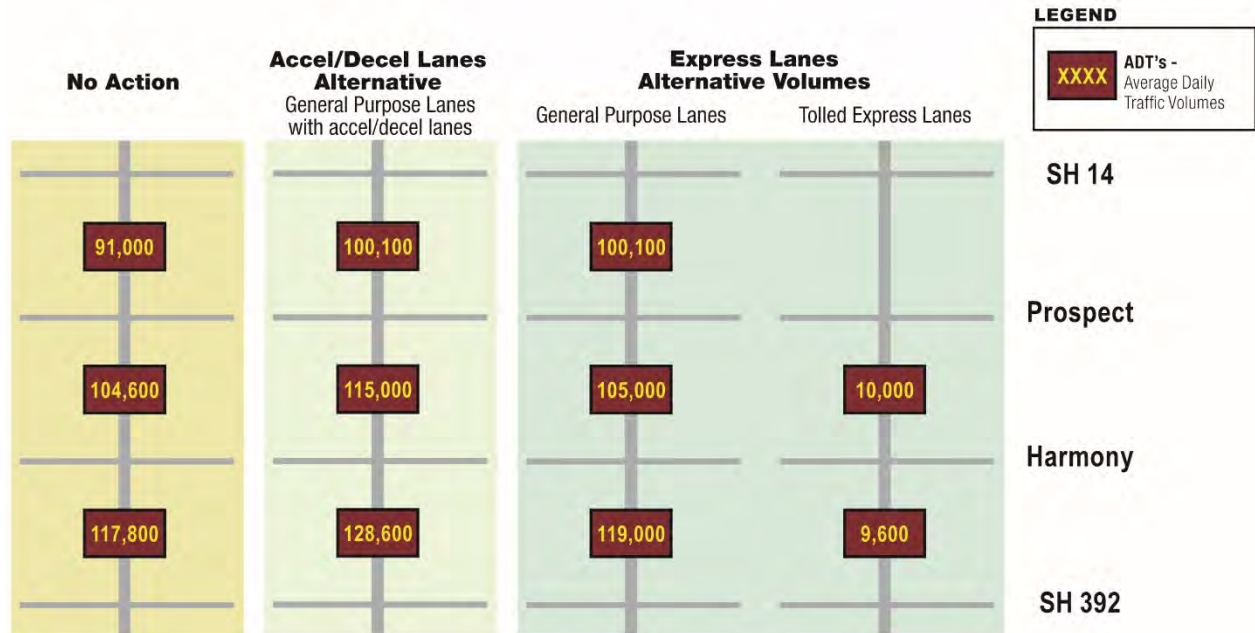 LEGEND
XXXX
ADT's -
Average Daily
Traffic Volumes
No Action
Accel/Decel Lanes
Alternative
General Purpose Lanes
with accel/decel lanes
Express Lanes
Alternative Volumes
General Purpose Lanes
Tolled Express Lanes
SH 14
91,000
100,100
100,100
Prospect
104,600
115,000
105,000
10,000
Harmony
117,800
128,600
119,000
9,600
SH 392